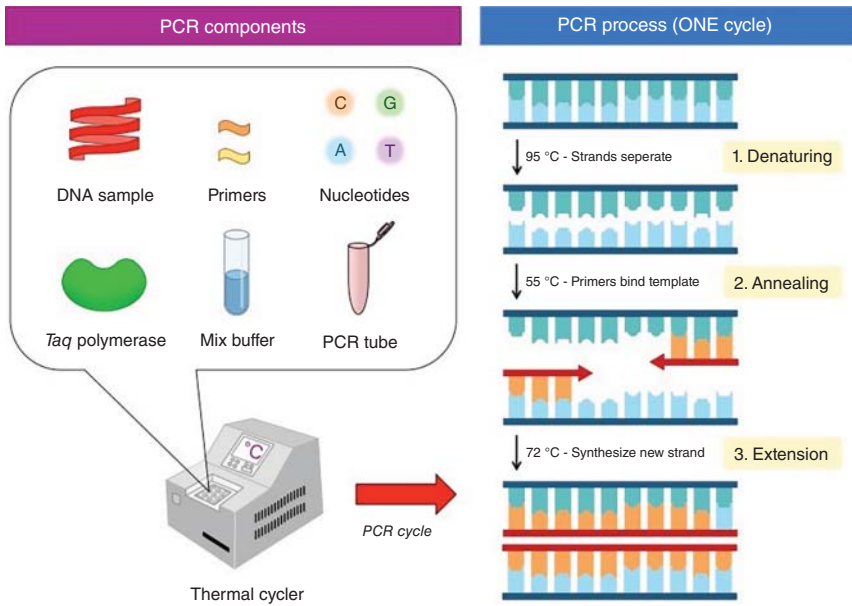 PCR components
C
G
A
T
DNA sample
Primers
Nucleotides
Taq polymerase
Mix buffer
PCR tube
°C
Thermal cycler
PCR cycle
PCR process (ONE cycle)
95 °C - Strands seperate
1. Denaturing
55 °C - Primers bind template
2. Annealing
72 °C - Synthesize new strand
3. Extension